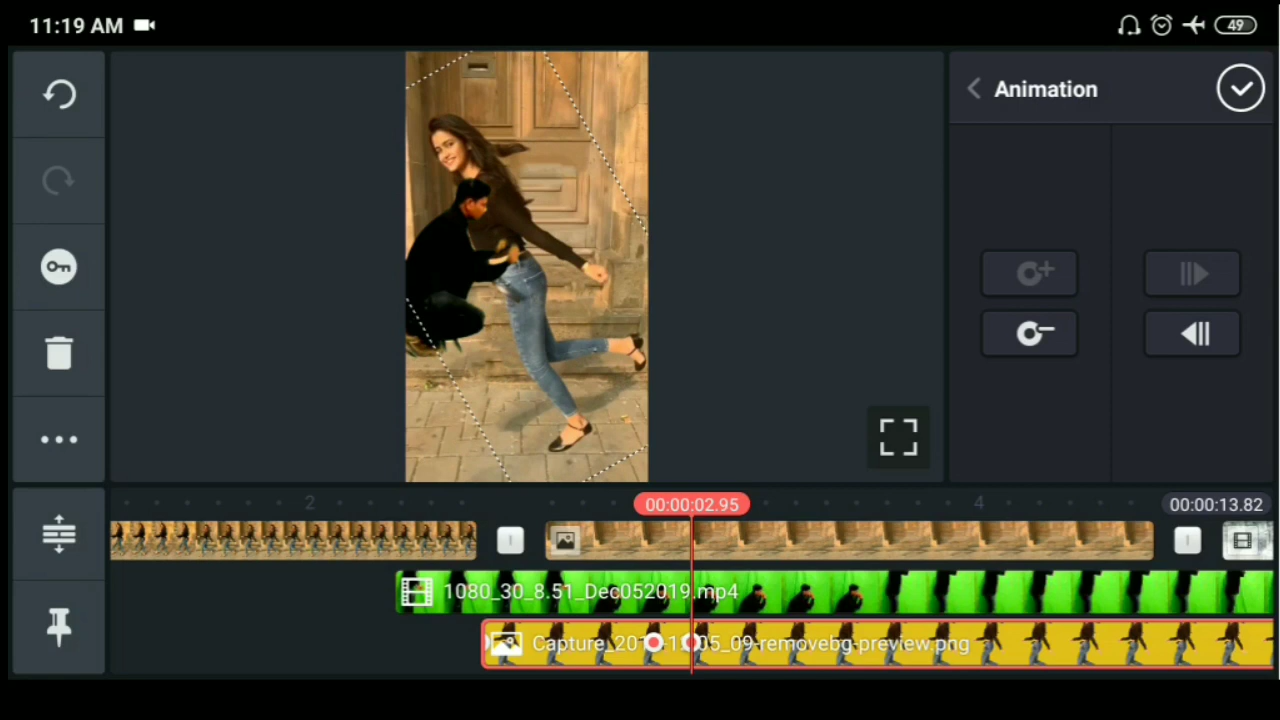 11:19 AM
49
Animation
2
00:00:02.95
4
00:00:13.82
1080_30_8.51_Dec052019.mp4
05_09-removebg-preview.png